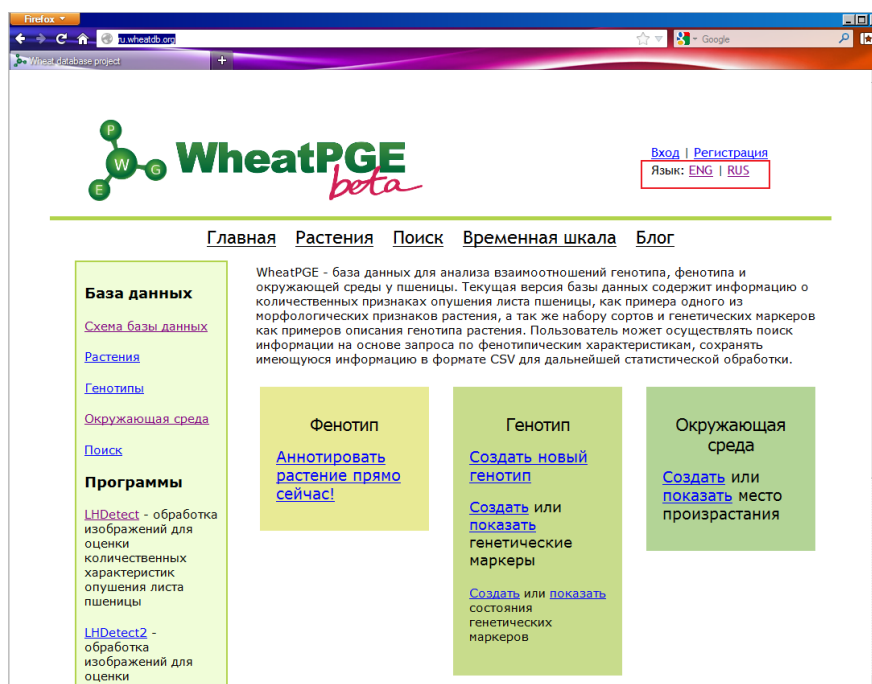 Firefox
ru.wheatdb.org
Google
Wheat database project
P
W
G
E
WheatPGE
beta
Вход | Регистрация
Язык: ENG | RUS
Главная Растения Поиск Временная шкала Блог
База данных
Схема базы данных
Растения
Генотипы
Окружающая среда
Поиск
Программы
LHDetect - обработка
изображений для
оценки
количественных
характеристик
опушения листа
пшеницы
LHDetect2 -
обработка
изображений для
оценки
WheatPGE - база данных для анализа взаимоотношений генотипа, фенотипа и
окружающей среды у пшеницы. Текущая версия базы данных содержит информацию о
количественных признаках опушения листа пшеницы, как примера одного из
морфологических признаков растения, а так же набору сортов и генетических маркеров
как примеров описания генотипа растения. Пользователь может осуществлять поиск
информации на основе запроса по фенотипическим характеристикам, сохранять
имеющуюся информацию в формате CSV для дальнейшей статистической обработки.
Фенотип
Аннотировать
растение прямо
сейчас!
Генотип
Создать новый
генотип
Создать или
показать
генетические
маркеры
Создать или показать
состояния
генетических
маркеров
Окружающая
среда
Создать или
показать место
произрастания